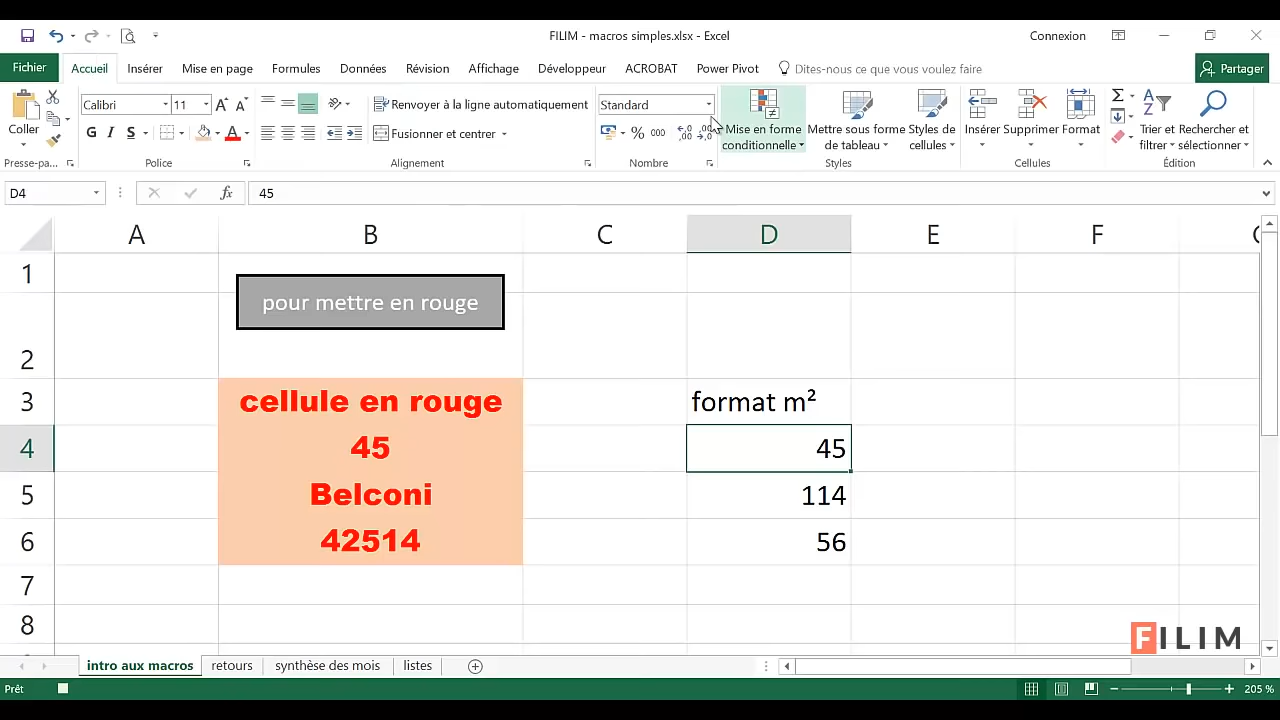 FILIM - macros simples.xlsx - Excel
Connexion
Fichier
Accueil
Insérer
Mise en page
Formules
Données
Révision
Affichage
Développeur
ACROBAT
Power Pivot
Dites-nous ce que vous voulez faire
Partager
Coller
Calibri
11
Renvoyer à la ligne automatiquement
Standard
G I S
Fusionner et centrer
% 000
Mise en forme
conditionnelle
Mettre sous forme
de tableau
Styles de
cellules
Insérer
Supprimer
Format
Trier et
filtrer
Rechercher et
sélectionner
Presse-pa...
Police
Alignement
Nombre
Styles
Cellules
Édition
D4
fx
45
A B C D E F
1
pour mettre en rouge
2
3 cellule en rouge format m²
4 45 45
5 Belconi 114
6 42514 56
7
8
FILIM
intro aux macros
retours
synthèse des mois
listes
Prêt
205 %